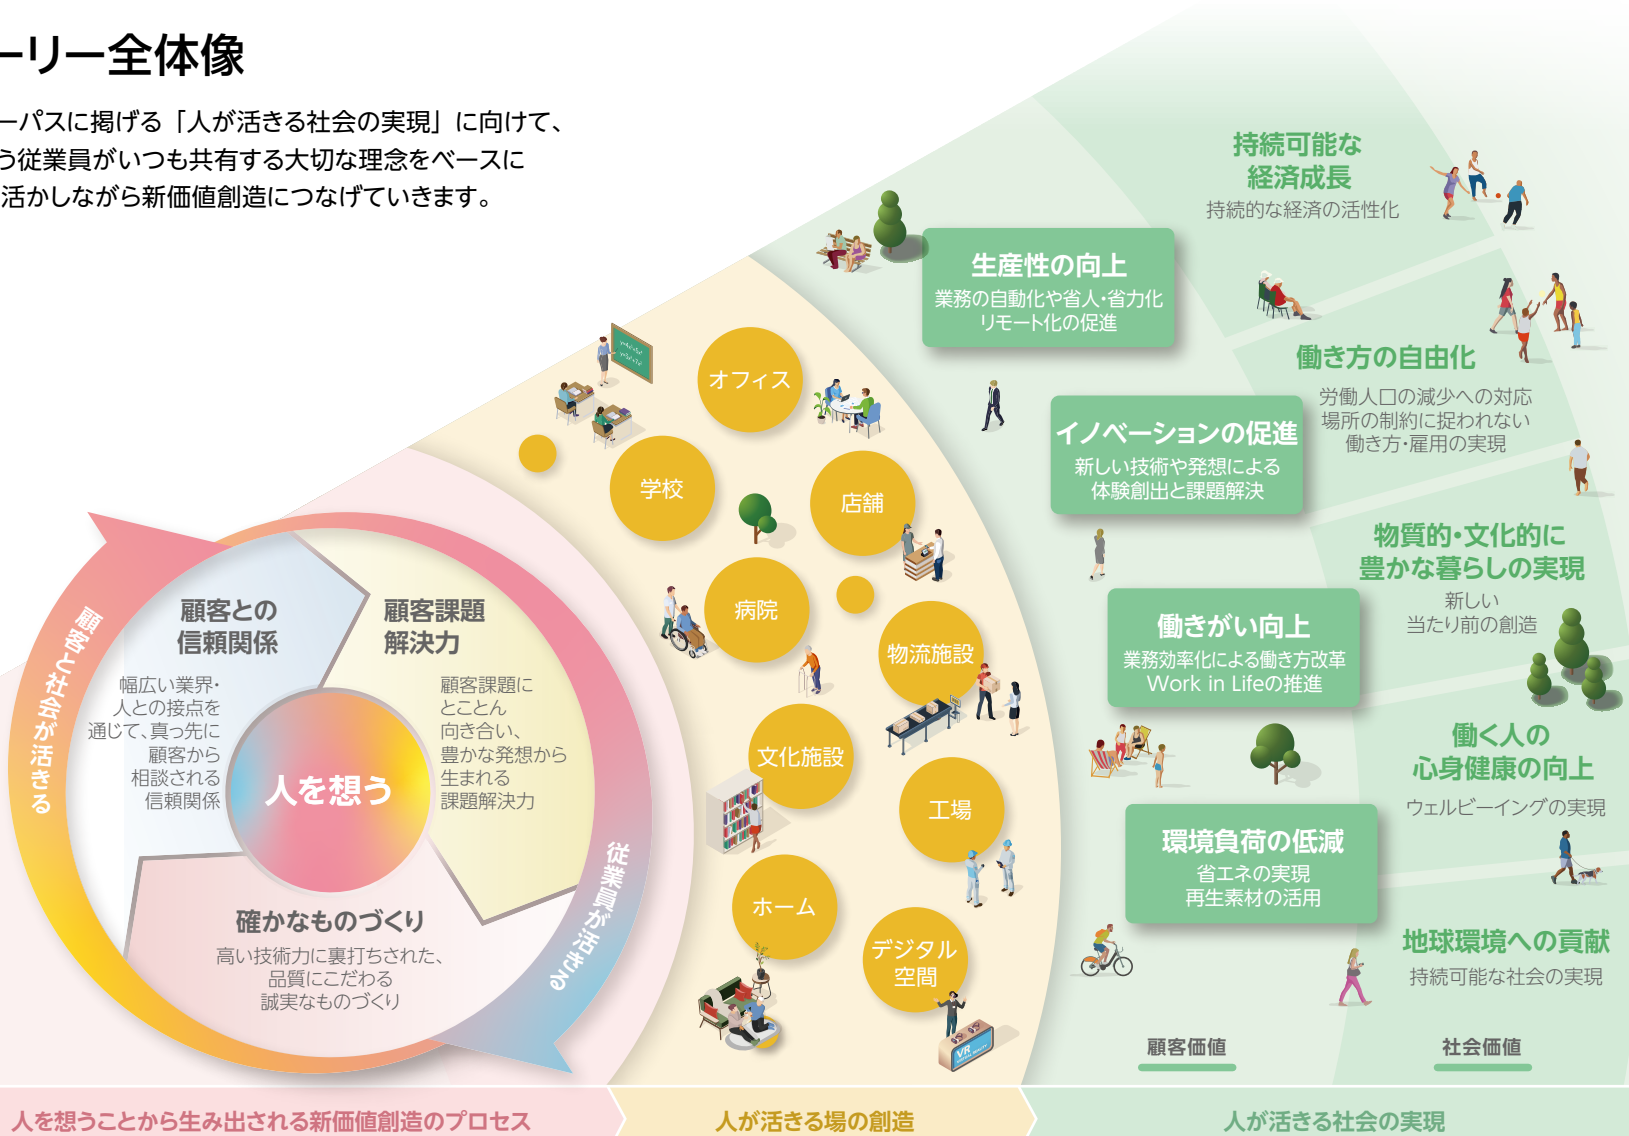 ーリー全体像
ーパスに掲げる「人が活きる社会の実現」に向けて、
う従業員がいつも共有する大切な理念をベースに
活かしながら新価値創造につなげていきます。
顧客と社会が活きる
従業員が活きる
顧客との
信頼関係
幅広い業界・
人との接点を
通じて、真っ先に
顧客から
相談される
信頼関係
顧客課題
解決力
顧客課題に
とことん
向き合い、
豊かな発想から
生まれる
課題解決力
人を想う
確かなものづくり
高い技術力に裏打ちされた、
品質にこだわる
誠実なものづくり
オフィス
学校
店舗
病院
物流施設
文化施設
工場
ホーム
デジタル
空間
VR
生産性の向上
業務の自動化や省人・省力化
リモート化の促進
イノベーションの促進
新しい技術や発想による
体験創出と課題解決
働きがい向上
業務効率化による働き方改革
Work in Lifeの推進
環境負荷の低減
省エネの実現
再生素材の活用
顧客価値
持続可能な
経済成長
持続的な経済の活性化
働き方の自由化
労働人口の減少への対応
場所の制約に捉われない
働き方・雇用の実現
物質的・文化的に
豊かな暮らしの実現
新しい
当たり前の創造
働く人の
心身健康の向上
ウェルビーイングの実現
地球環境への貢献
持続可能な社会の実現
社会価値
人を想うことから生み出される新価値創造のプロセス
人が活きる場の創造
人が活きる社会の実現